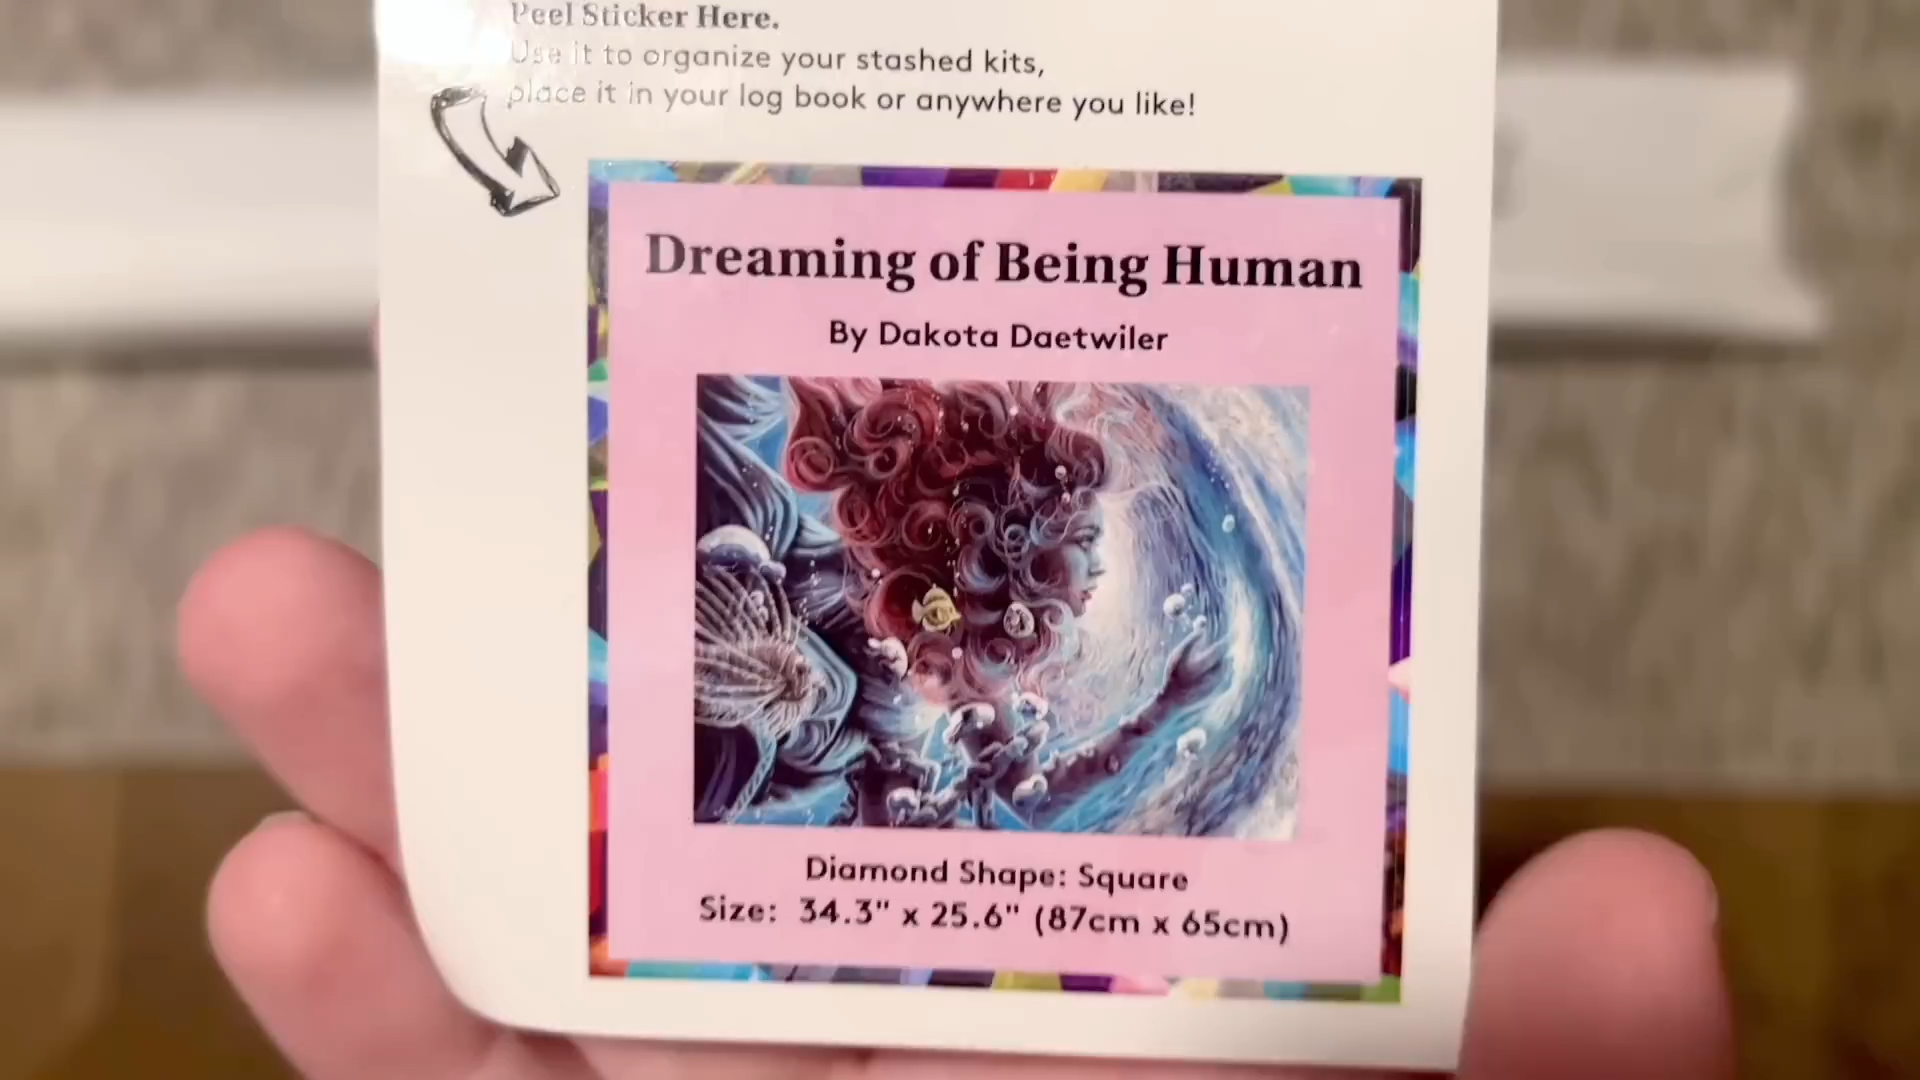 Peel Sticker Here.
Use it to organize your stashed kits,
place it in your log book or anywhere you like!
Dreaming of Being Human
By Dakota Daetwiler
Diamond Shape: Square
Size: 34.3" x 25.6" (87cm x 65cm)